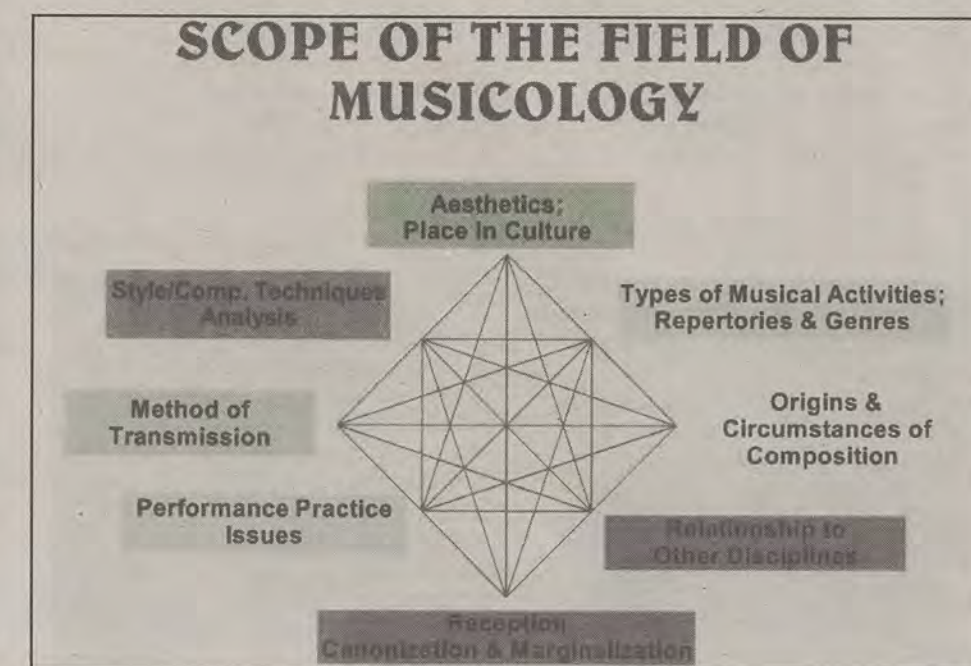 SCOPE OF THE FIELD OF
MUSICOLOGY
Aesthetics;
Place in Culture
Style/Comp. Techniques
Analysis
Types of Musical Activities;
Repertories & Genres
Method of
Transmission
Origins &
Circumstances of
Composition
Performance Practice
Issues
Relationship to
Other Disciplines
Reception
Canonization & Marginalization